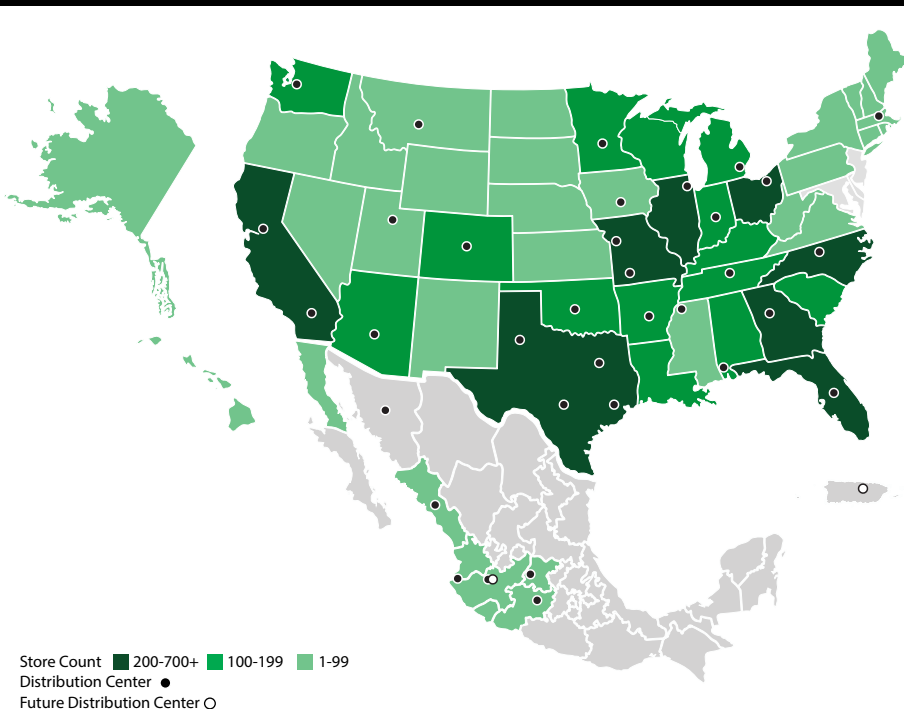 Store Count 200-700+ 100-199 1-99
Distribution Center
Future Distribution Center